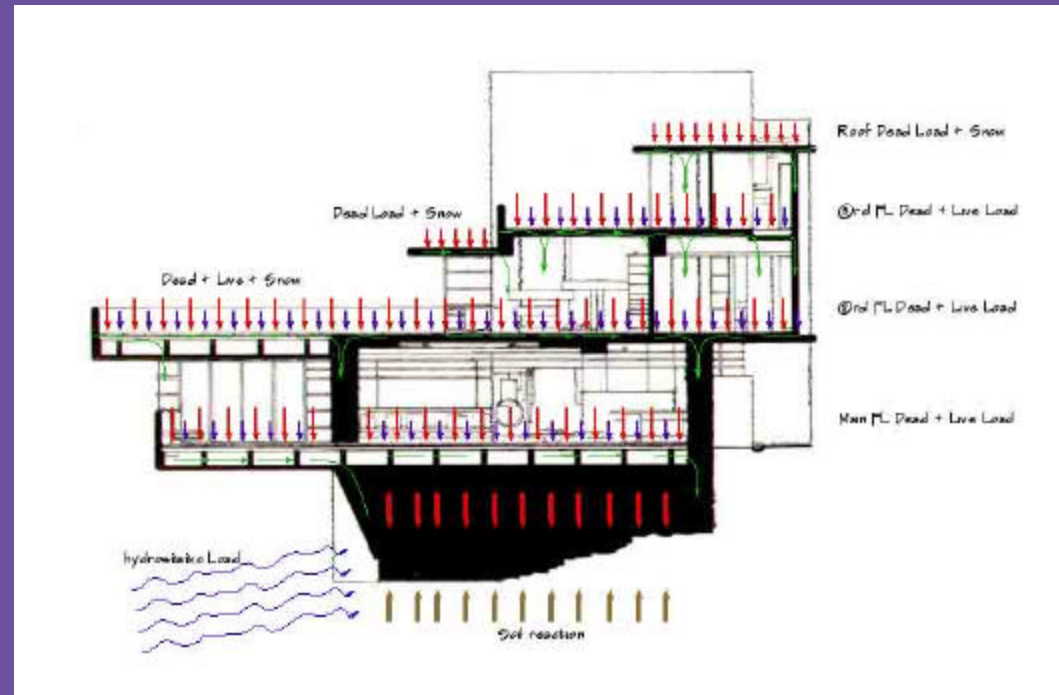 Roof Dead Load + Snow
Dead Load + Snow
③rd FL Dead + Live Load
Dead + Live + Snow
②rd FL Dead + Live Load
Main FL Dead + Live Load
hydrostatic Load
Soil reaction